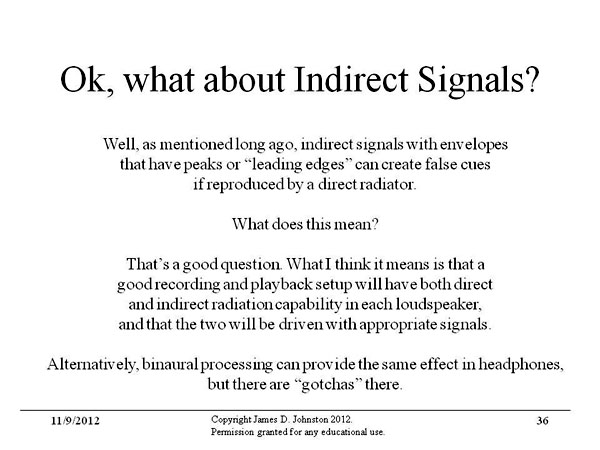 Ok, what about Indirect Signals?
Well, as mentioned long ago, indirect signals with envelopes
that have peaks or “leading edges” can create false cues
if reproduced by a direct radiator.
What does this mean?
That’s a good question. What I think it means is that a
good recording and playback setup will have both direct
and indirect radiation capability in each loudspeaker,
and that the two will be driven with appropriate signals.
Alternatively, binaural processing can provide the same effect in headphones,
but there are “gotchas” there.
11/9/2012
Copyright James D. Johnston 2012.
Permission granted for any educational use.
36